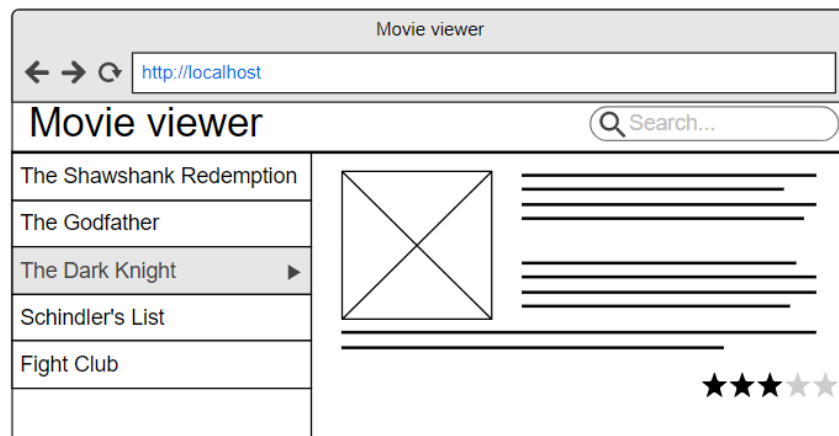 Movie viewer
http://localhost
Movie viewer
Search...
The Shawshank Redemption
The Godfather
The Dark Knight
Schindler's List
Fight Club